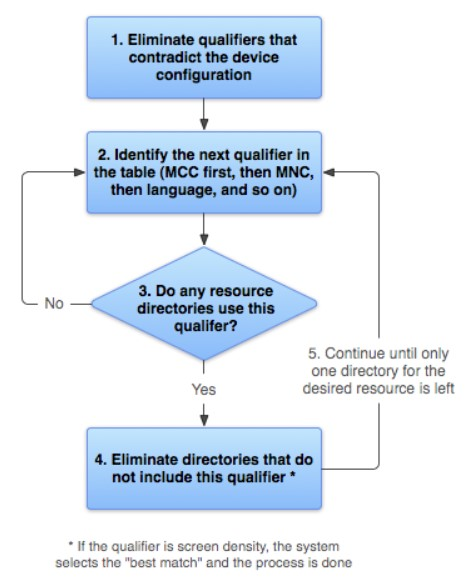 1. Eliminate qualifiers that
contradict the device
configuration
2. Identify the next qualifier in
the table (MCC first, then MNC,
then language, and so on)
3. Do any resource
directories use this
qualifer?
No
Yes
5. Continue until only
one directory for the
desired resource is left
4. Eliminate directories that do
not include this qualifier *
* If the qualifier is screen density, the system
selects the "best match" and the process is done